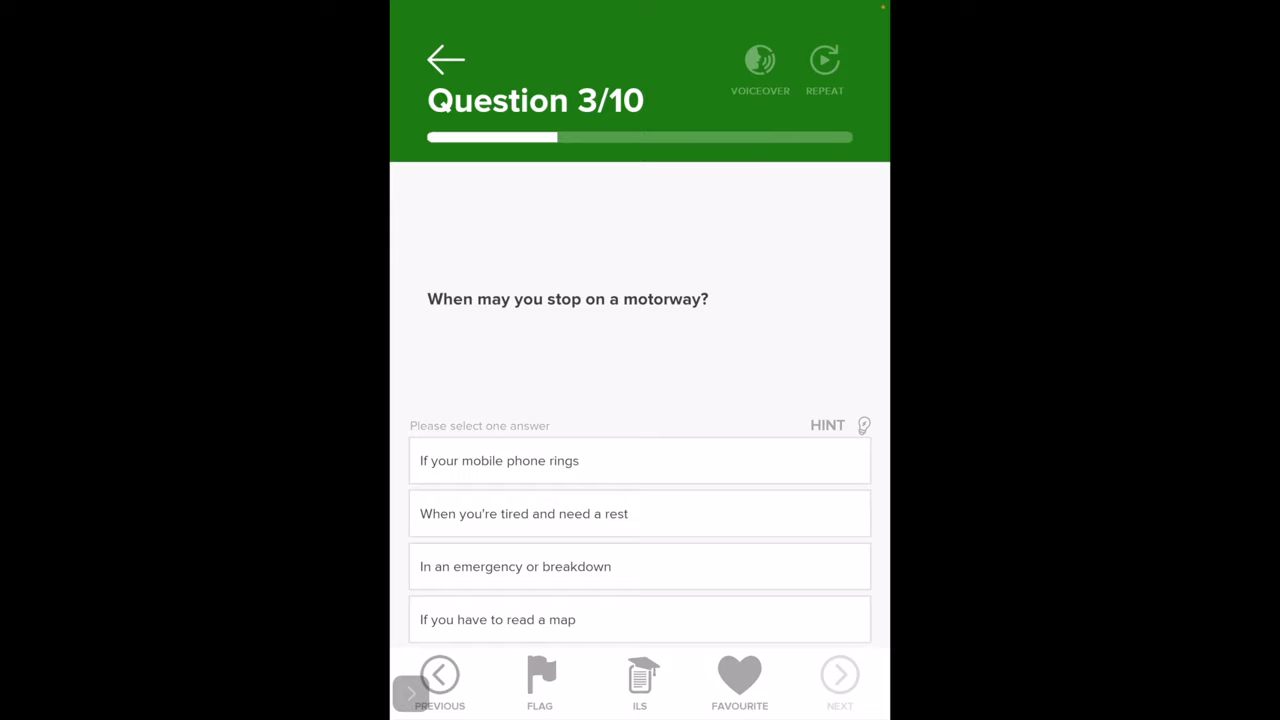 VOICEOVER
REPEAT
Question 3/10
When may you stop on a motorway?
Please select one answer
HINT
If your mobile phone rings
When you're tired and need a rest
In an emergency or breakdown
If you have to read a map
PREVIOUS
FLAG
ILS
FAVOURITE
NEXT